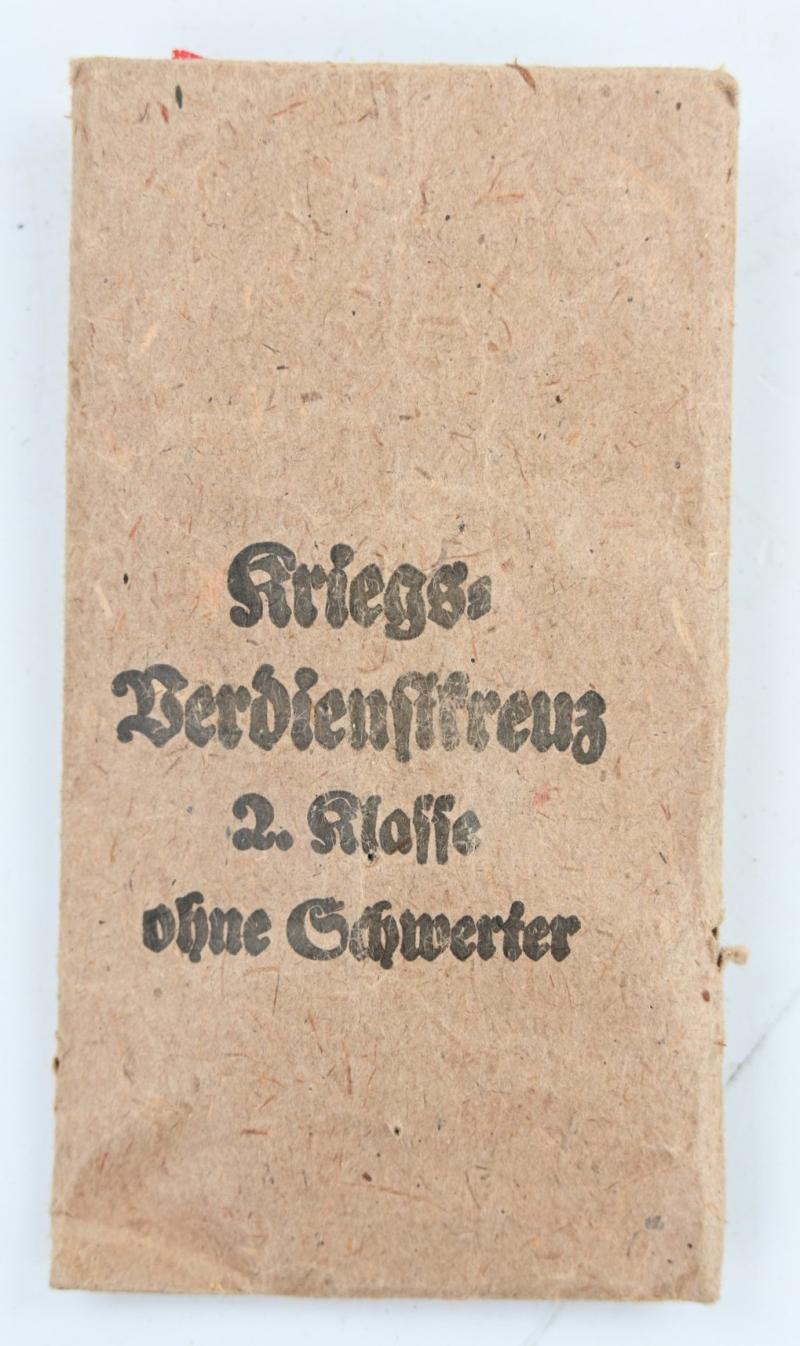 Kriegs-
Verdienstkreuz
2. Klasse
ohne Schwerter